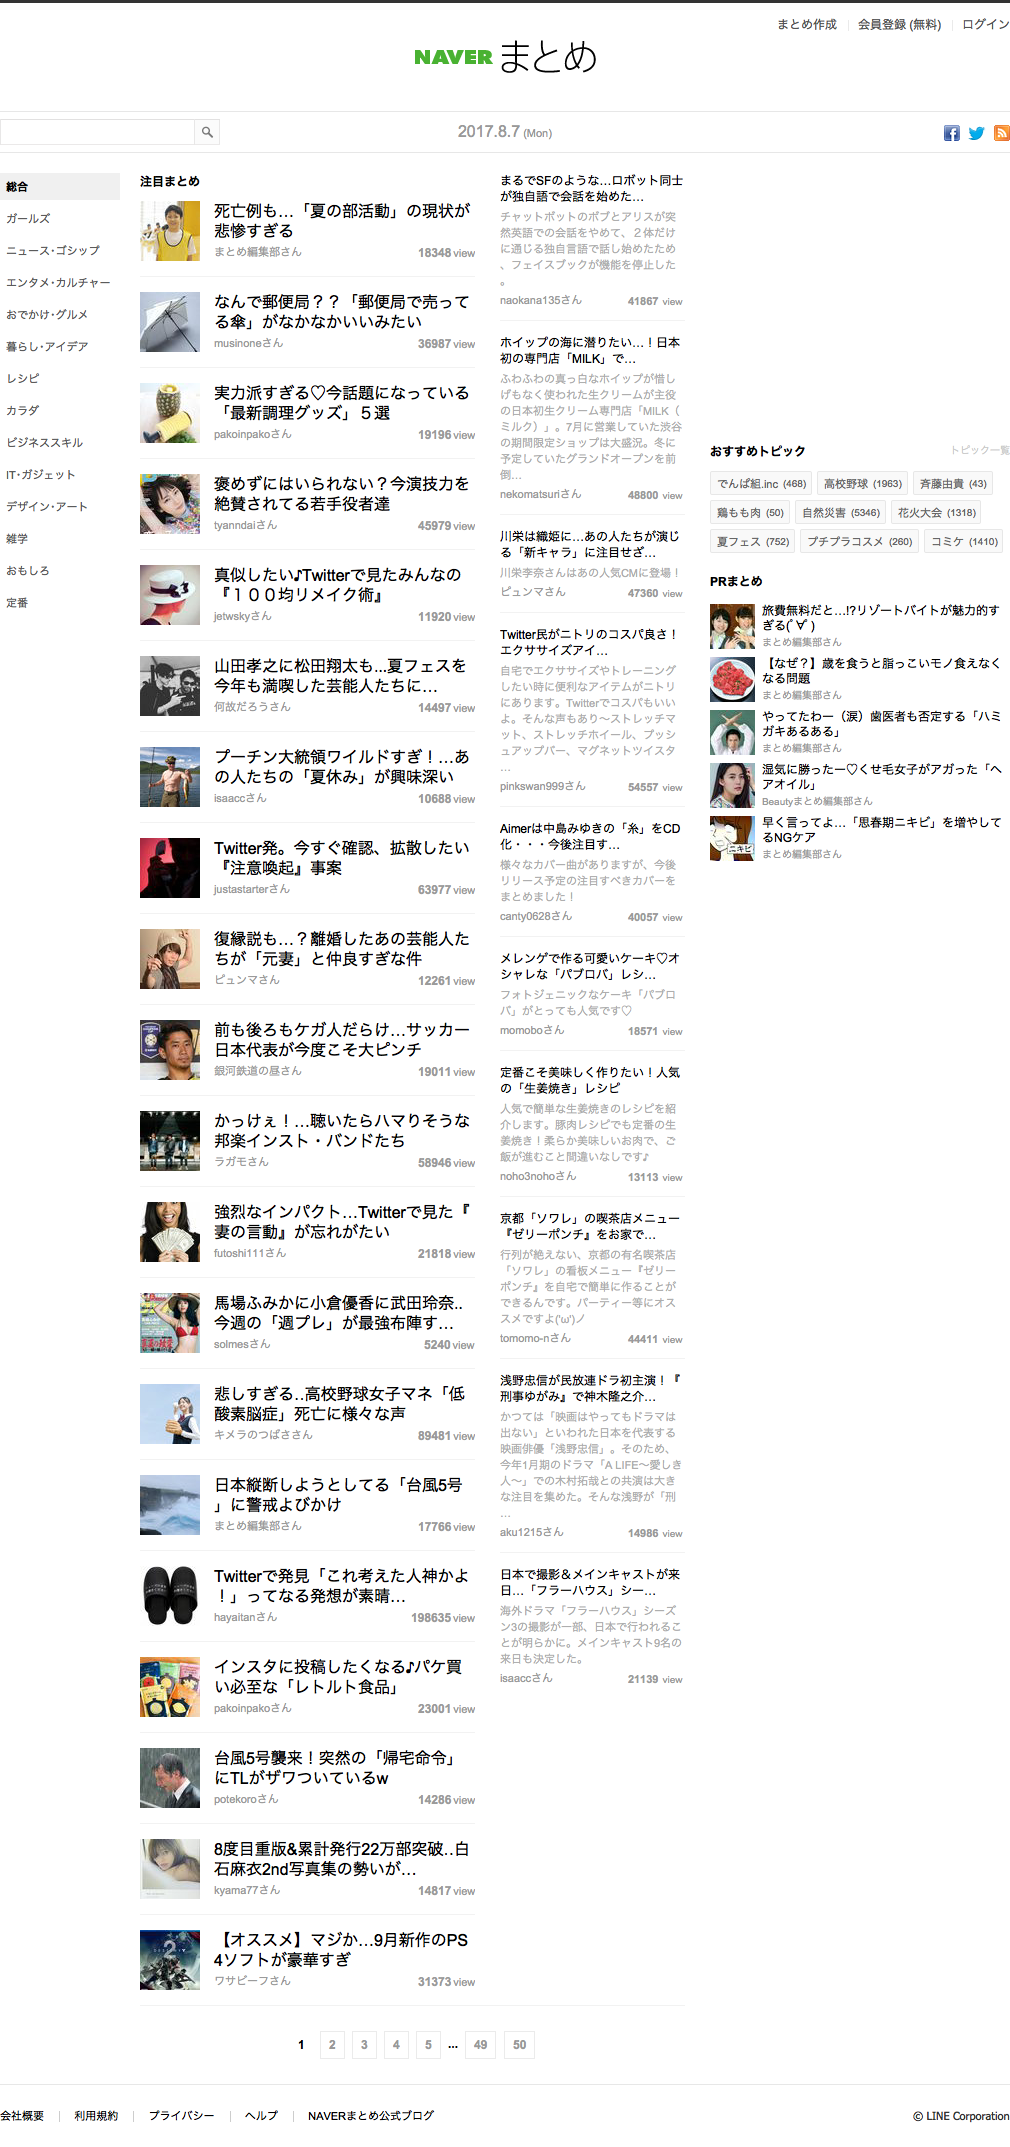 まとめ作成 会員登録 (無料) ログイン
NAVER まとめ
2017.8.7 (Mon)
総合
ガールズ
ニュース･ゴシップ
エンタメ･カルチャー
おでかけ･グルメ
暮らし･アイデア
レシピ
カラダ
ビジネススキル
IT･ガジェット
デザイン･アート
雑学
おもしろ
定番
注目まとめ
死亡例も…「夏の部活動」の現状が
悲惨すぎる
まとめ編集部さん 18348 view
なんで郵便局？？「郵便局で売って
る傘」がなかなかいいみたい
musinoneさん 36987 view
実力派すぎる♡今話題になっている
「最新調理グッズ」５選
pakoinpakoさん 19196 view
褒めずにはいられない？今演技力を
絶賛されてる若手役者達
tyanndaiさん 45979 view
真似したい♪Twitterで見たみんなの
『１００均リメイク術』
jetwskyさん 11920 view
山田孝之に松田翔太も...夏フェスを
今年も満喫した芸能人たちに…
何故だろうさん 14497 view
プーチン大統領ワイルドすぎ！…あ
の人たちの「夏休み」が興味深い
isaaccさん 10688 view
Twitter発。今すぐ確認、拡散したい
『注意喚起』事案
justastarterさん 63977 view
復縁説も…？離婚したあの芸能人た
ちが「元妻」と仲良すぎな件
ピュンマさん 12261 view
前も後ろもケガ人だらけ…サッカー
日本代表が今度こそ大ピンチ
銀河鉄道の昼さん 19011 view
かっけぇ！…聴いたらハマりそうな
邦楽インスト・バンドたち
ラガモさん 58946 view
強烈なインパクト…Twitterで見た『
妻の言動』が忘れがたい
futoshi111さん 21818 view
馬場ふみかに小倉優香に武田玲奈..
今週の「週プレ」が最強布陣す…
solmesさん 5240 view
悲しすぎる..高校野球女子マネ「低
酸素脳症」死亡に様々な声
キメラのつばささん 89481 view
日本縦断しようとしてる「台風5号
」に警戒よびかけ
まとめ編集部さん 17766 view
Twitterで発見「これ考えた人神かよ
！」ってなる発想が素晴…
hayaitanさん 198635 view
インスタに投稿したくなる♪パケ買
い必至な「レトルト食品」
pakoinpakoさん 23001 view
台風5号襲来！突然の「帰宅命令」
にTLがザワついているw
potekoroさん 14286 view
8度目重版&累計発行22万部突破..白
石麻衣2nd写真集の勢いが…
kyama77さん 14817 view
【オススメ】マジか…9月新作のPS
4ソフトが豪華すぎ
ワサビーフさん 31373 view
まるでSFのような…ロボット同士
が独自語で会話を始めた…
チャットボットのボブとアリスが突
然英語での会話をやめて、２体だけ
に通じる独自言語で話し始めたため
、フェイスブックが機能を停止した
。
naokana135さん 41867 view
ホイップの海に潜りたい…！日本
初の専門店「MILK」で…
ふわふわの真っ白なホイップが惜し
げもなく使われた生クリームが主役
の日本初生クリーム専門店「MILK（
ミルク）」。7月に営業していた渋谷
の期間限定ショップは大盛況。冬に
予定していたグランドオープンを前
倒…
nekomatsuriさん 48800 view
川栄は織姫に…あの人たちが演じ
る「新キャラ」に注目せざ…
川栄李奈さんはあの人気CMに登場！
ピュンマさん 47360 view
Twitter民がニトリのコスパ良さ！
エクササイズアイ…
自宅でエクササイズやトレーニング
したい時に便利なアイテムがニトリ
にあります。Twitterでコスパもいい
よ。そんな声もあり〜ストレッチマ
ット、ストレッチホイール、プッシ
ュアップバー、マグネットツイスタ
…
pinkswan999さん 54557 view
Aimerは中島みゆきの「糸」をCD
化・・・今後注目す…
様々なカバー曲がありますが、今後
リリース予定の注目すべきカバーを
まとめました！
canty0628さん 40057 view
メレンゲで作る可愛いケーキ♡オ
シャレな「パブロバ」レシ…
フォトジェニックなケーキ「パブロ
バ」がとっても人気です♡
momoboさん 18571 view
定番こそ美味しく作りたい！人気
の「生姜焼き」レシピ
人気で簡単な生姜焼きのレシピを紹
介します。豚肉レシピでも定番の生
姜焼き！柔らか美味しいお肉で、ご
飯が進むこと間違いなしです♪
noho3nohoさん 13113 view
京都「ソワレ」の喫茶店メニュー
『ゼリーポンチ』をお家で…
行列が絶えない、京都の有名喫茶店
「ソワレ」の看板メニュー『ゼリー
ポンチ』を自宅で簡単に作ることが
できるんです。パーティー等にオス
スメですよ('ω')ノ
tomomo-nさん 44411 view
浅野忠信が民放連ドラ初主演！『
刑事ゆがみ』で神木隆之介…
かつては「映画はやってもドラマは
出ない」といわれた日本を代表する
映画俳優「浅野忠信」。そのため、
今年1月期のドラマ「A LIFE〜愛しき
人〜」での木村拓哉との共演は大き
な注目を集めた。そんな浅野が「刑
…
aku1215さん 14986 view
日本で撮影＆メインキャストが来
日…「フラーハウス」シー…
海外ドラマ「フラーハウス」シーズ
ン3の撮影が一部、日本で行われるこ
とが明らかに。メインキャスト9名の
来日も決定した。
isaaccさん 21139 view
おすすめトピック トピック一覧
でんぱ組.inc (468) 高校野球 (1963) 斉藤由貴 (43)
鶏もも肉 (50) 自然災害 (5346) 花火大会 (1318)
夏フェス (752) プチプラコスメ (260) コミケ (1410)
PRまとめ
旅費無料だと…!?リゾートバイトが魅力的す
ぎる(ﾟ∀ﾟ)
まとめ編集部さん
【なぜ？】歳を食うと脂っこいモノ食えなく
なる問題
まとめ編集部さん
やってたわー（涙）歯医者も否定する「ハミ
ガキあるある」
まとめ編集部さん
湿気に勝ったー♡くせ毛女子がアガった「ヘ
アオイル」
Beautyまとめ編集部さん
早く言ってよ…「思春期ニキビ」を増やして
るNGケア
ニキビ
まとめ編集部さん
1 2 3 4 5 ... 49 50
会社概要 利用規約 プライバシー ヘルプ NAVERまとめ公式ブログ
© LINE Corporation